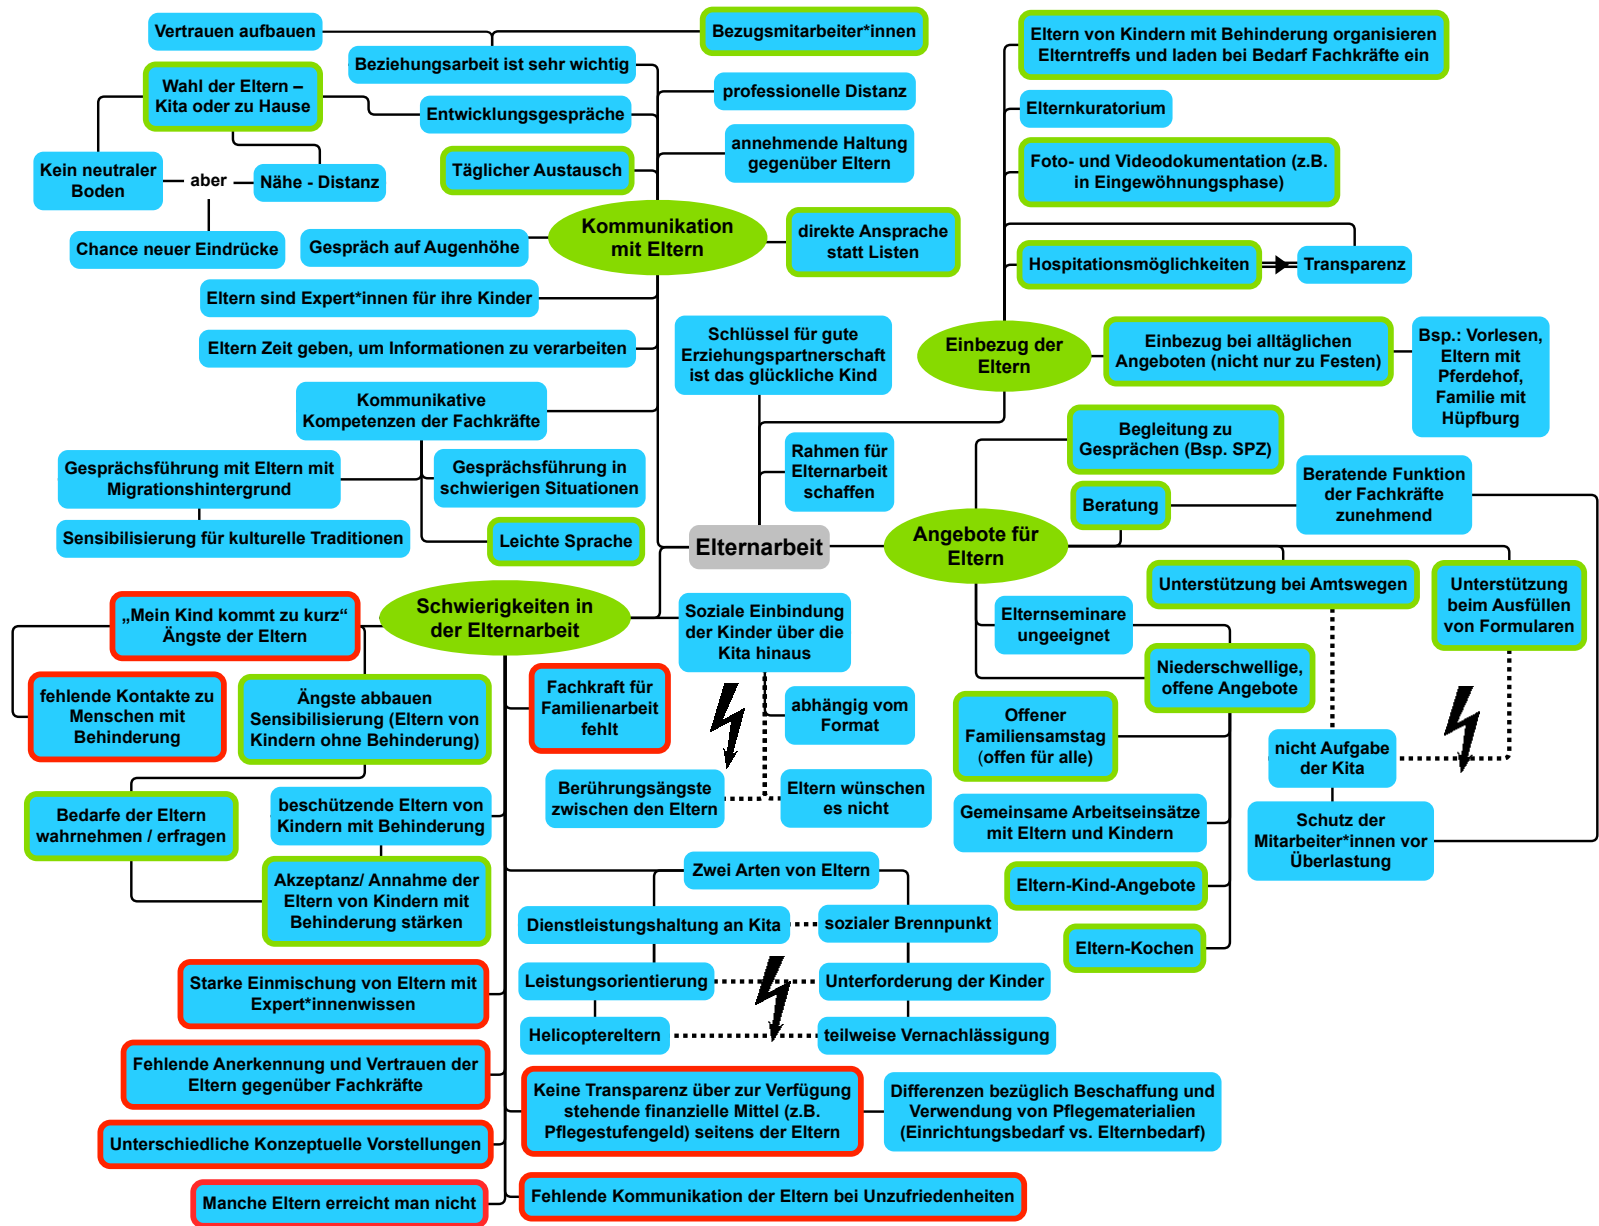 Vertrauen aufbauen
Bezugsmitarbeiter*innen
Beziehungsarbeit ist sehr wichtig
Wahl der Eltern –
Kita oder zu Hause
Entwicklungsgespräche
professionelle Distanz
annehmende Haltung
gegenüber Eltern
Täglicher Austausch
Kein neutraler
Boden
aber
Nähe - Distanz
Chance neuer Eindrücke
Kommunikation
mit Eltern
direkte Ansprache
statt Listen
Gespräch auf Augenhöhe
Eltern sind Expert*innen für ihre Kinder
Eltern Zeit geben, um Informationen zu verarbeiten
Kommunikative
Kompetenzen der Fachkräfte
Gesprächsführung mit Eltern mit
Migrationshintergrund
Gesprächsführung in
schwierigen Situationen
Sensibilisierung für kulturelle Traditionen
Leichte Sprache
Eltern von Kindern mit Behinderung organisieren
Elterntreffs und laden bei Bedarf Fachkräfte ein
Elternkuratorium
Foto- und Videodokumentation (z.B.
in Eingewöhnungsphase)
Hospitationsmöglichkeiten
Transparenz
Einbezug der
Eltern
Einbezug bei alltäglichen
Angeboten (nicht nur zu Festen)
Bsp.: Vorlesen,
Eltern mit
Pferdehof,
Familie mit
Hüpfburg
Schlüssel für gute
Erziehungspartnerschaft
ist das glückliche Kind
Rahmen für
Elternarbeit
schaffen
Elternarbeit
Angebote für
Eltern
Begleitung zu
Gesprächen (Bsp. SPZ)
Beratung
Beratende Funktion
der Fachkräfte
zunehmend
Unterstützung bei Amtswegen
Unterstützung
beim Ausfüllen
von Formularen
Elternseminare
ungeeignet
Niederschwellige,
offene Angebote
Offener
Familiensamstag
(offen für alle)
nicht Aufgabe
der Kita
Gemeinsame Arbeitseinsätze
mit Eltern und Kindern
Schutz der
Mitarbeiter*innen vor
Überlastung
Eltern-Kind-Angebote
Eltern-Kochen
Schwierigkeiten in
der Elternarbeit
„Mein Kind kommt zu kurz“
Ängste der Eltern
fehlende Kontakte zu
Menschen mit
Behinderung
Ängste abbauen
Sensibilisierung (Eltern von
Kindern ohne Behinderung)
Bedarfe der Eltern
wahrnehmen / erfragen
beschützende Eltern von
Kindern mit Behinderung
Akzeptanz/ Annahme der
Eltern von Kindern mit
Behinderung stärken
Fachkraft für
Familienarbeit
fehlt
Soziale Einbindung
der Kinder über die
Kita hinaus
abhängig vom
Format
Berührungsängste
zwischen den Eltern
Eltern wünschen
es nicht
Zwei Arten von Eltern
Dienstleistungshaltung an Kita
sozialer Brennpunkt
Leistungsorientierung
Unterforderung der Kinder
Helicoptereltern
teilweise Vernachlässigung
Starke Einmischung von Eltern mit
Expert*innenwissen
Fehlende Anerkennung und Vertrauen der
Eltern gegenüber Fachkräfte
Keine Transparenz über zur Verfügung
stehende finanzielle Mittel (z.B.
Pflegestufengeld) seitens der Eltern
Differenzen bezüglich Beschaffung und
Verwendung von Pflegematerialien
(Einrichtungsbedarf vs. Elternbedarf)
Unterschiedliche Konzeptuelle Vorstellungen
Manche Eltern erreicht man nicht
Fehlende Kommunikation der Eltern bei Unzufriedenheiten